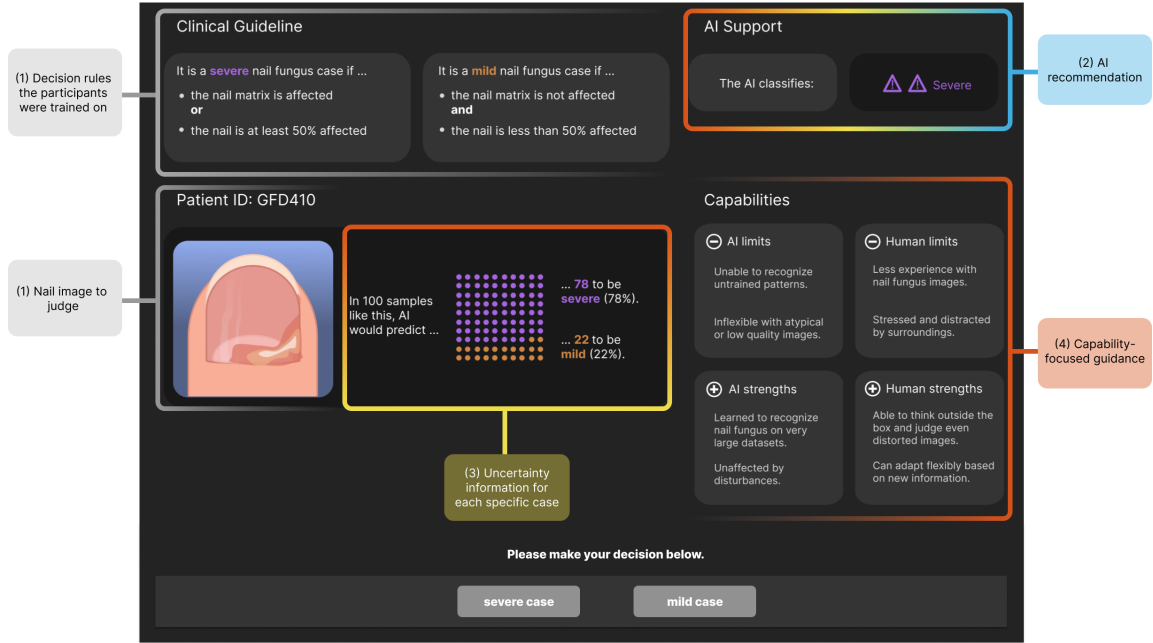 Clinical Guideline
It is a severe nail fungus case if ...
• the nail matrix is affected
or
• the nail is at least 50% affected
It is a mild nail fungus case if ...
• the nail matrix is not affected
and
• the nail is less than 50% affected
AI Support
The AI classifies:
Severe
(1) Decision rules
the participants
were trained on
(2) AI
recommendation
Patient ID: GFD410
In 100 samples
like this, AI
would predict ...
... 78 to be
severe (78%).
... 22 to be
mild (22%).
(1) Nail image to
judge
Capabilities
AI limits
Unable to recognize
untrained patterns.
Inflexible with atypical
or low quality images.
Human limits
Less experience with
nail fungus images.
Stressed and distracted
by surroundings.
AI strengths
Learned to recognize
nail fungus on very
large datasets.
Unaffected by
disturbances.
Human strengths
Able to think outside the
box and judge even
distorted images.
Can adapt flexibly based
on new information.
(4) Capability-
focused guidance
(3) Uncertainty
information for
each specific case
Please make your decision below.
severe case
mild case